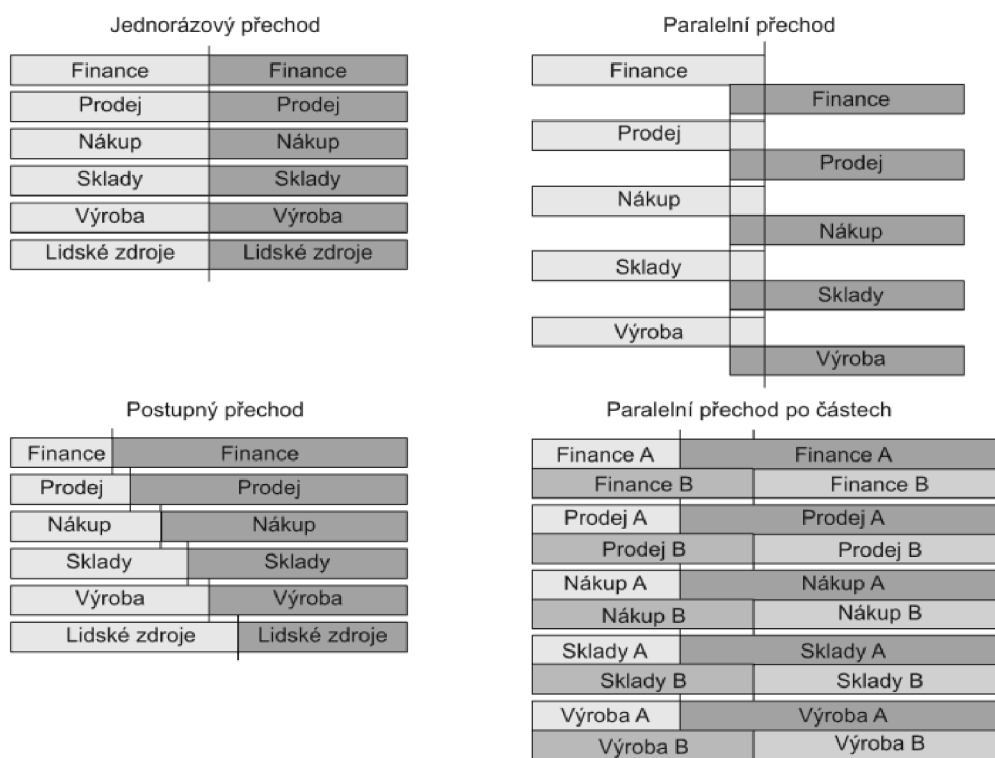 Jednorázový přechod
Finance Finance
Prodej Prodej
Nákup Nákup
Sklady Sklady
Výroba Výroba
Lidské zdroje Lidské zdroje
Paralelní přechod
Finance
Finance
Prodej
Prodej
Nákup
Nákup
Sklady
Sklady
Výroba
Výroba
Postupný přechod
Finance Finance
Prodej Prodej
Nákup Nákup
Sklady Sklady
Výroba Výroba
Lidské zdroje Lidské zdroje
Paralelní přechod po částech
Finance A Finance A
Finance B Finance B
Prodej A Prodej A
Prodej B Prodej B
Nákup A Nákup A
Nákup B Nákup B
Sklady A Sklady A
Sklady B Sklady B
Výroba A Výroba A
Výroba B Výroba B